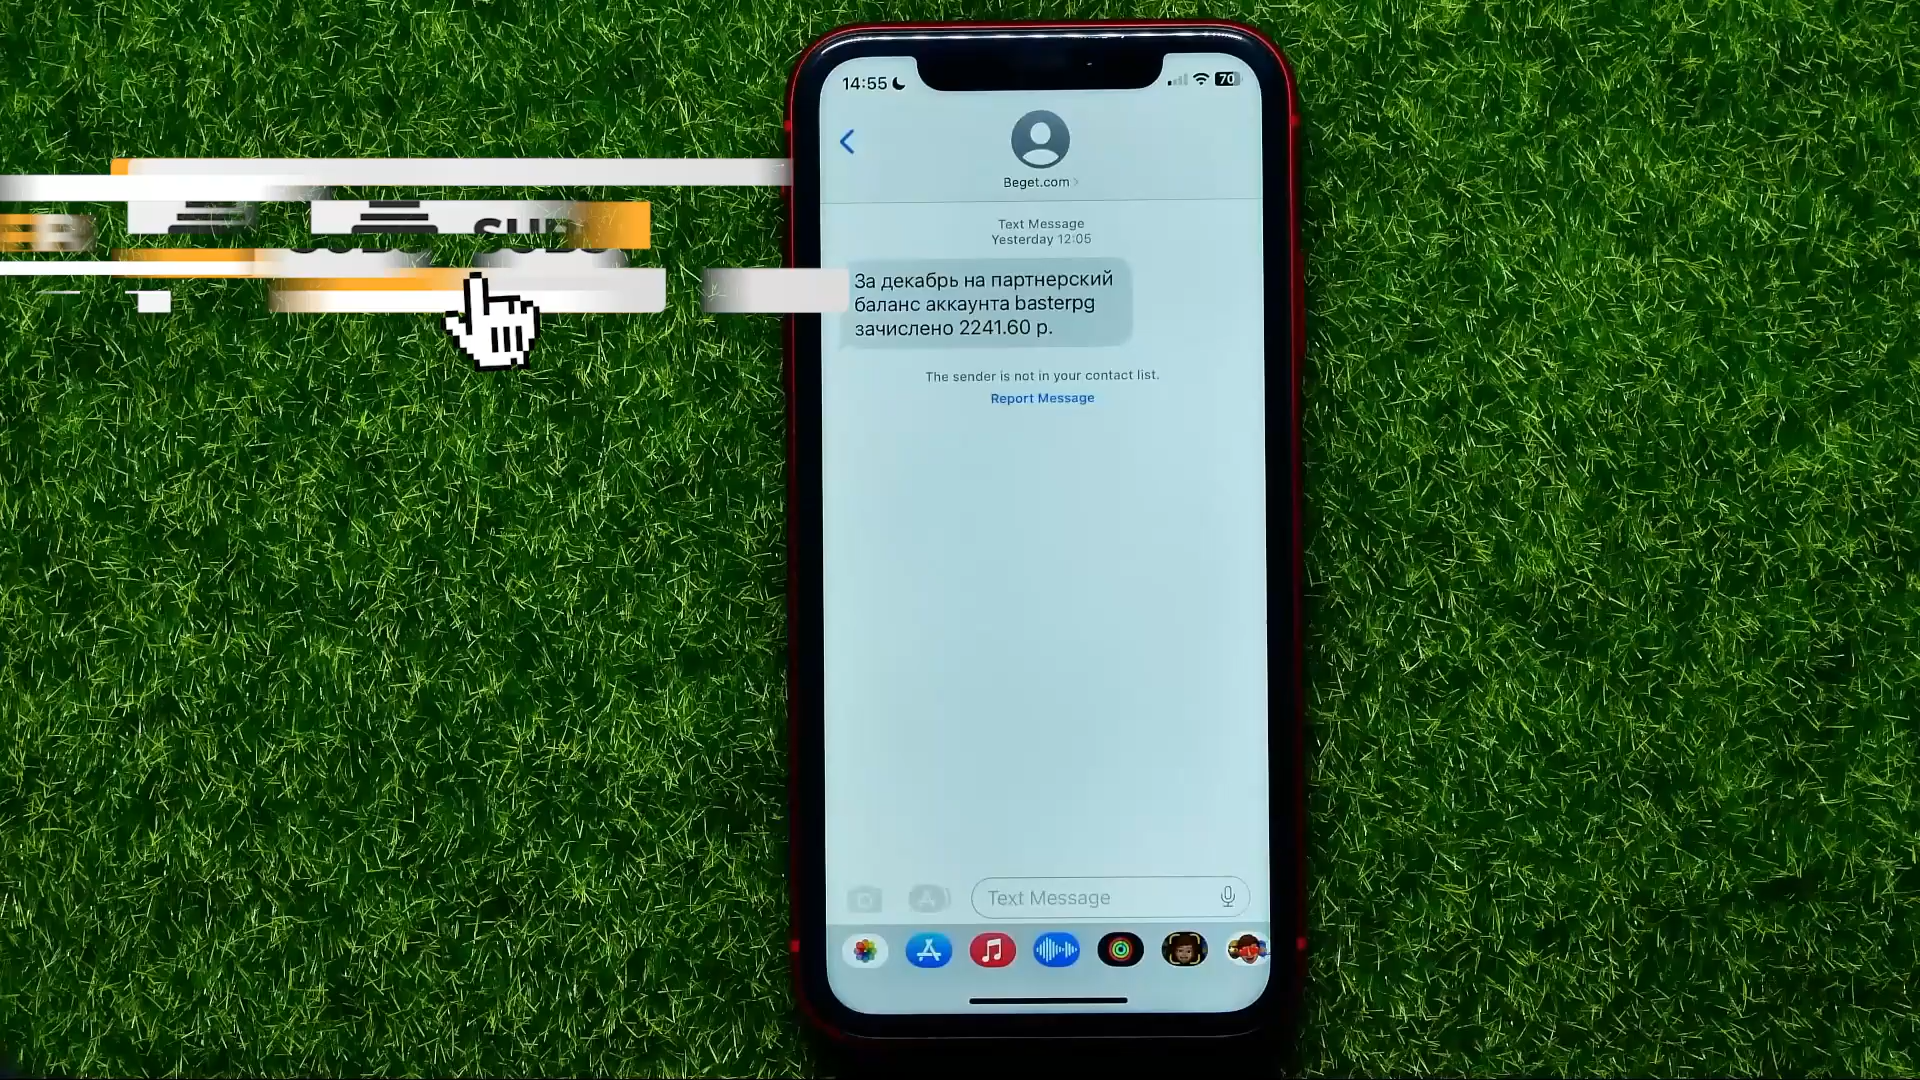 14:55
70
Beget.com
Text Message
Yesterday 12:05
За декабрь на партнерский
баланс аккаунта basterpg
зачислено 2241.60 р.
The sender is not in your contact list.
Report Message
Text Message